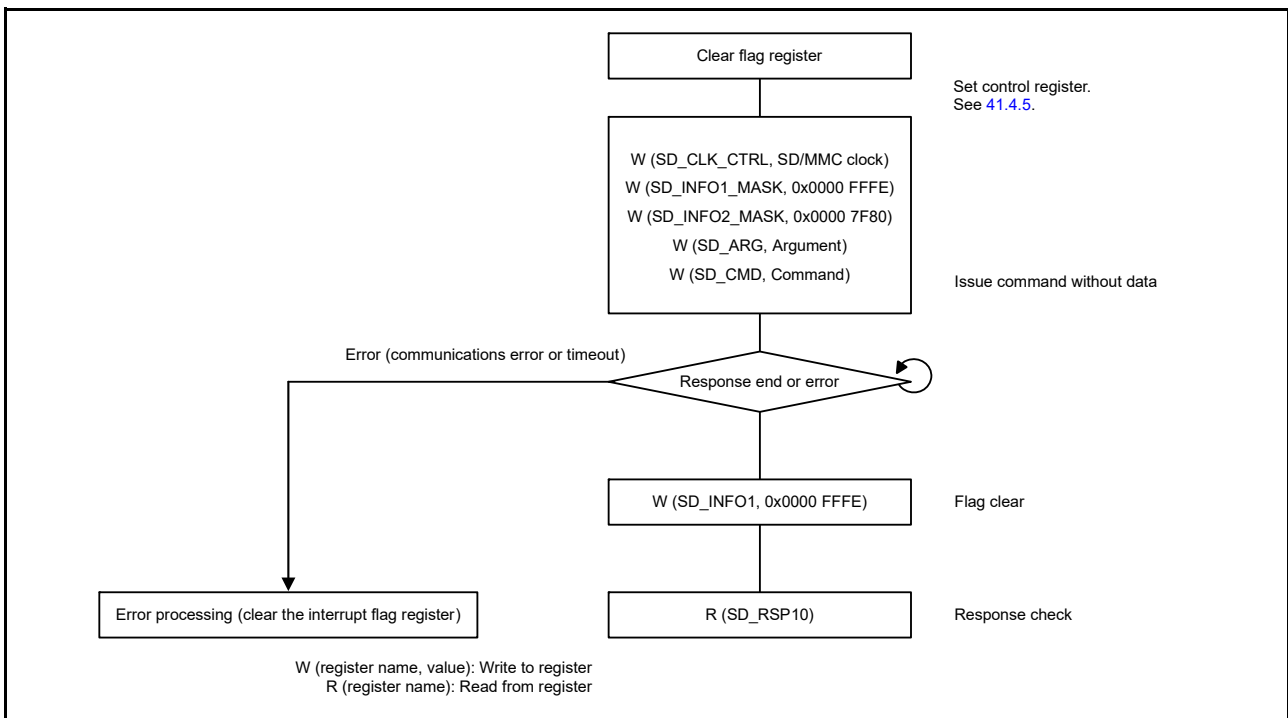 Clear flag register
Set control register.
See 41.4.5.
W (SD_CLK_CTRL, SD/MMC clock)
W (SD_INFO1_MASK, 0x0000 FFFE)
W (SD_INFO2_MASK, 0x0000 7F80)
W (SD_ARG, Argument)
W (SD_CMD, Command)
Issue command without data
Error (communications error or timeout)
Response end or error
W (SD_INFO1, 0x0000 FFFE)
Flag clear
Error processing (clear the interrupt flag register)
R (SD_RSP10)
Response check
W (register name, value): Write to register
R (register name): Read from register